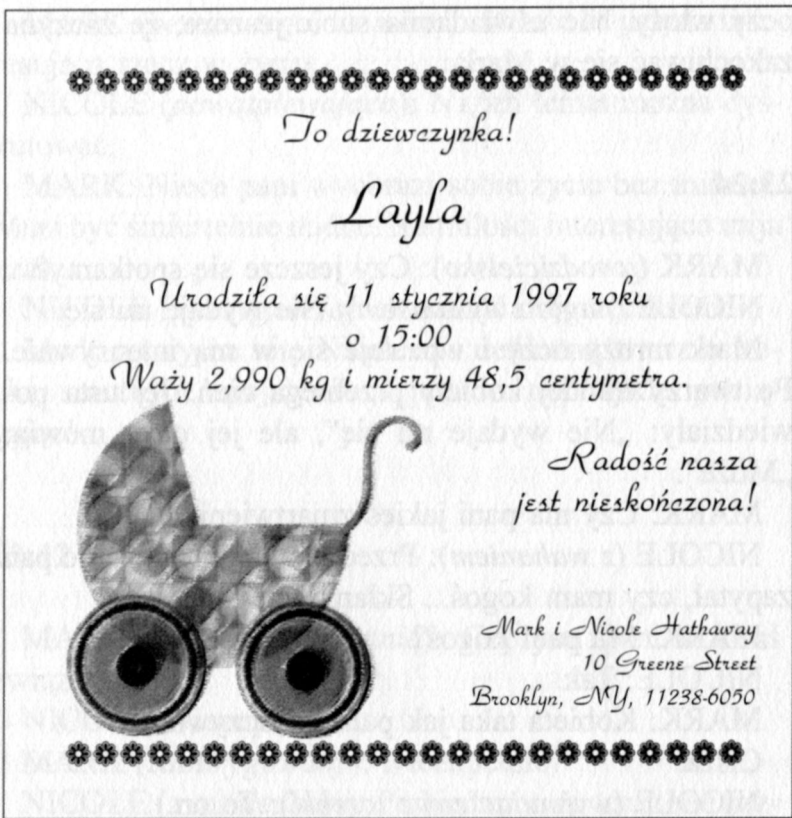 To dziewczynka!
Layla
Urodziła się 11 stycznia 1997 roku
o 15:00
Waży 2,990 kg i mierzy 48,5 centymetra.
Radość nasza
jest nieskończona!
Mark i Nicole Hathaway
10 Greene Street
Brooklyn, NY, 11238-6050